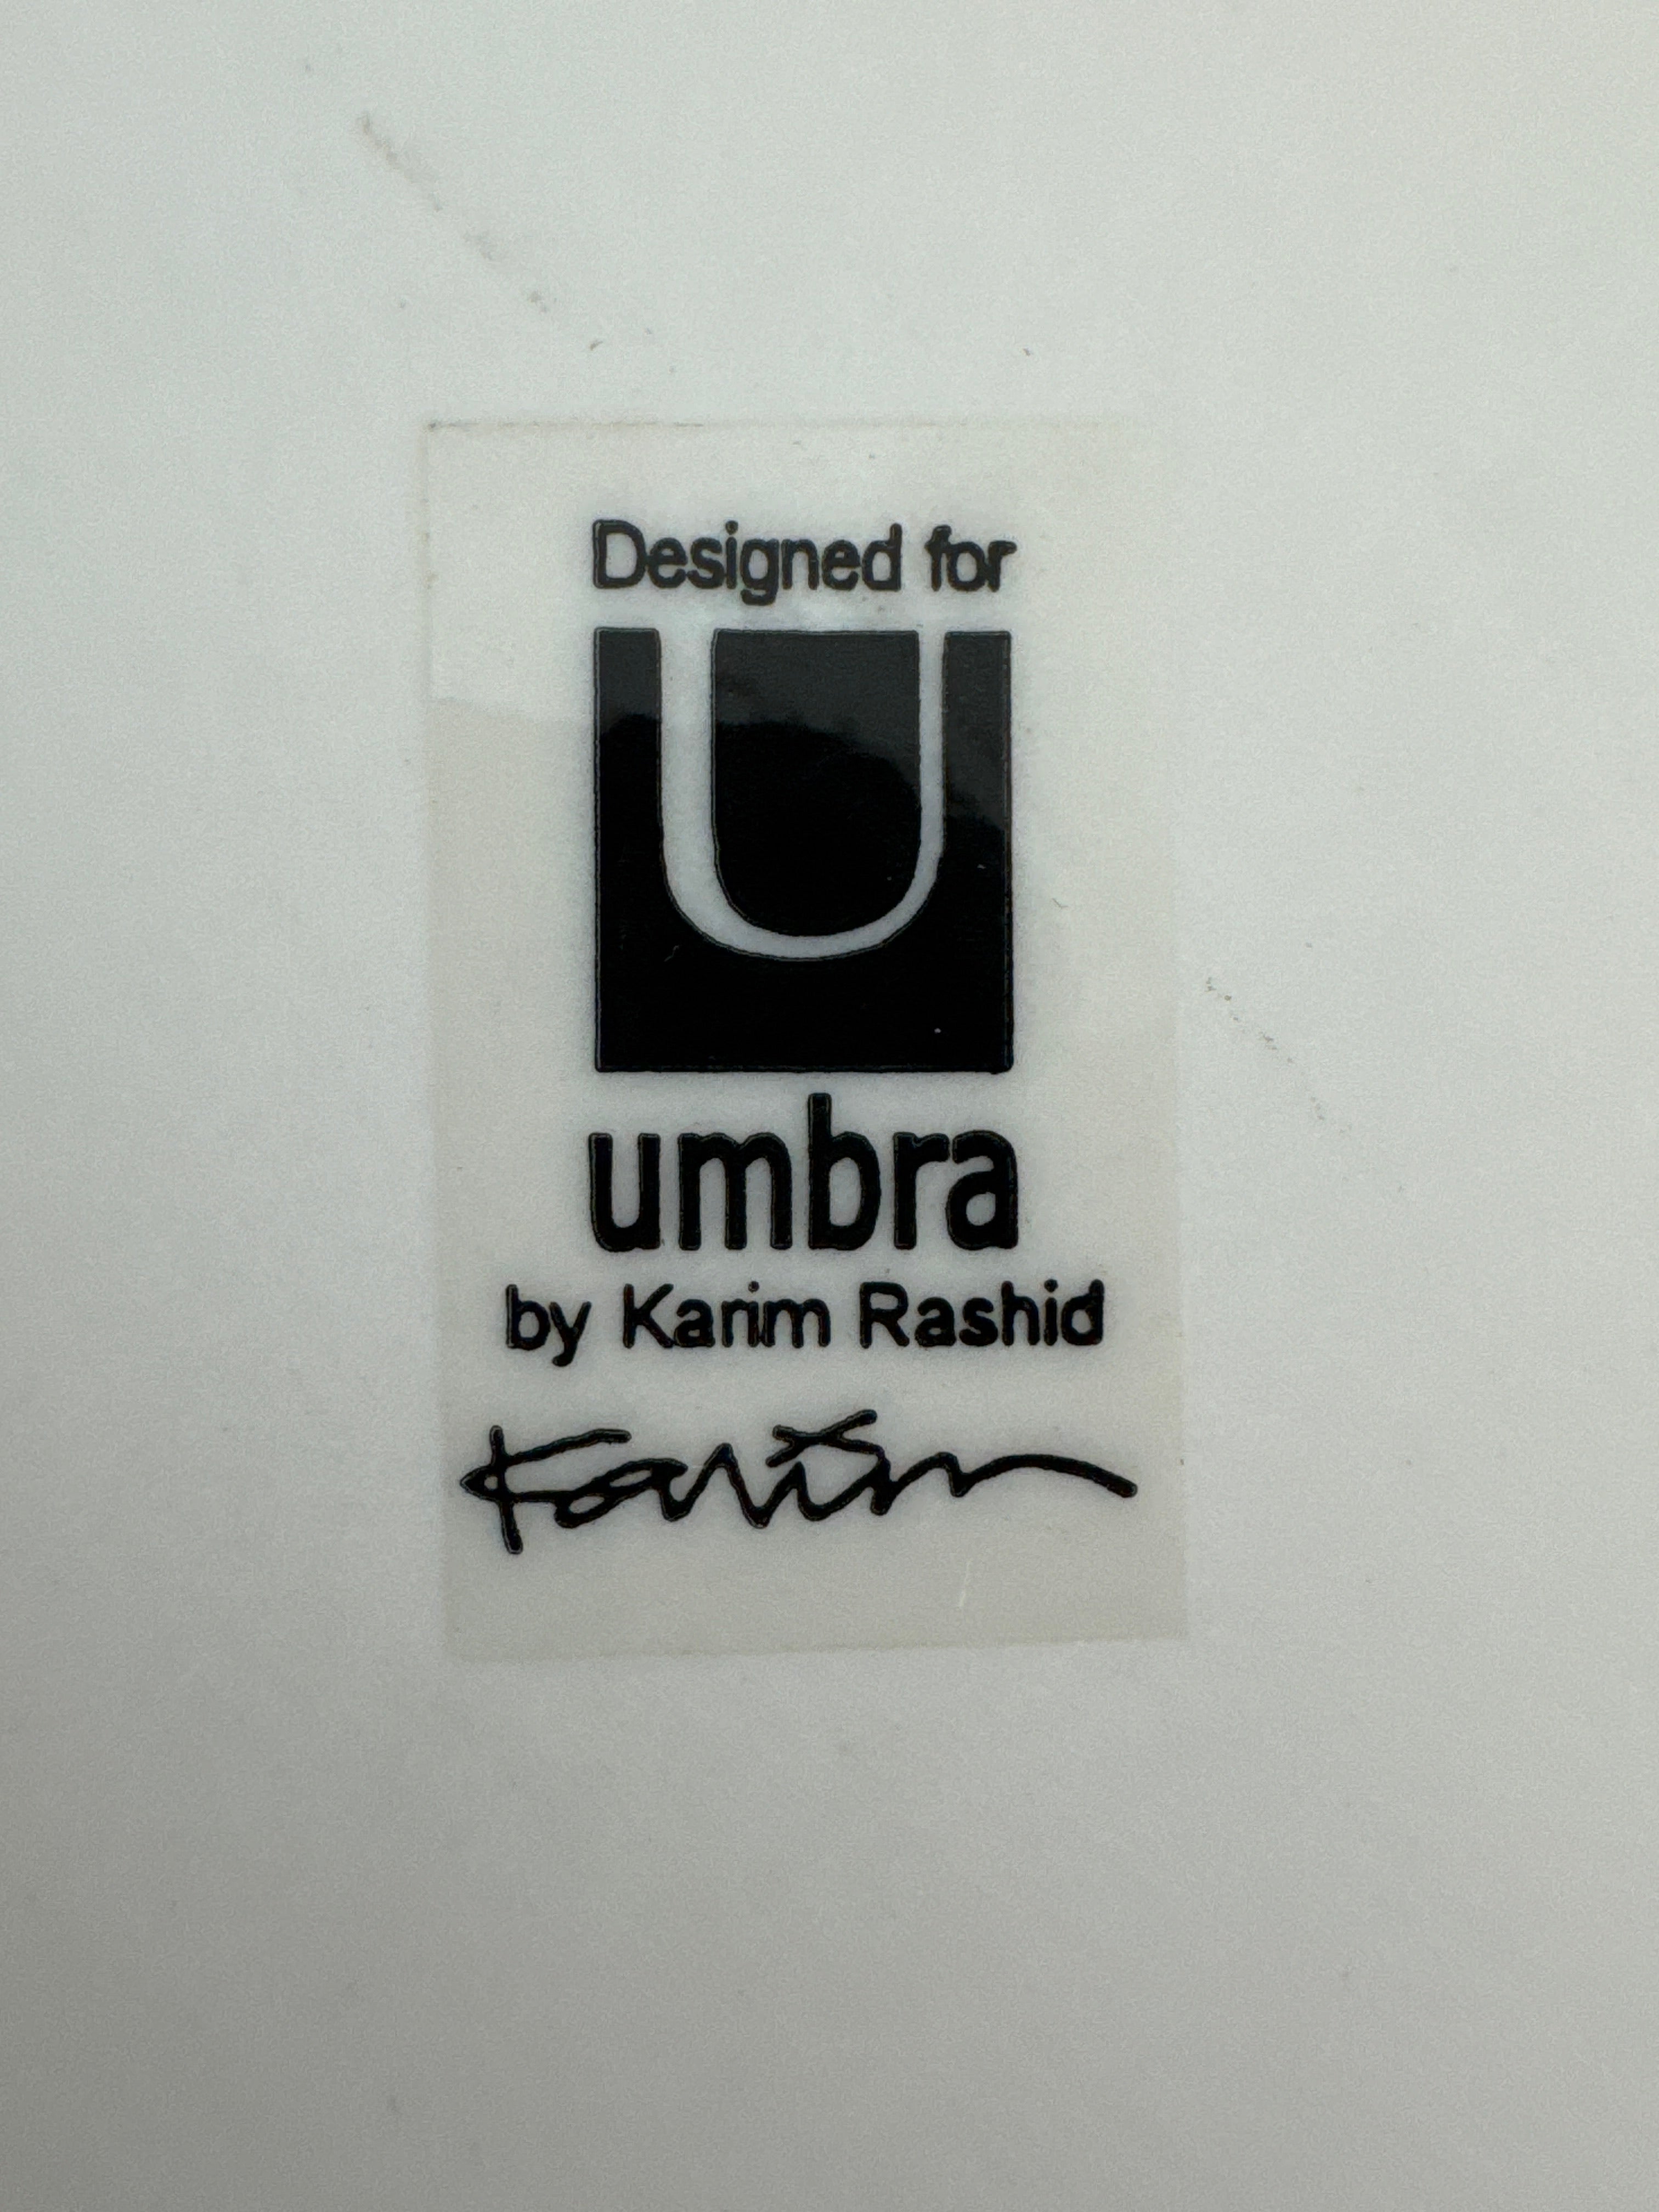 Designed for
U
umbra
by Karim Rashid
Karim